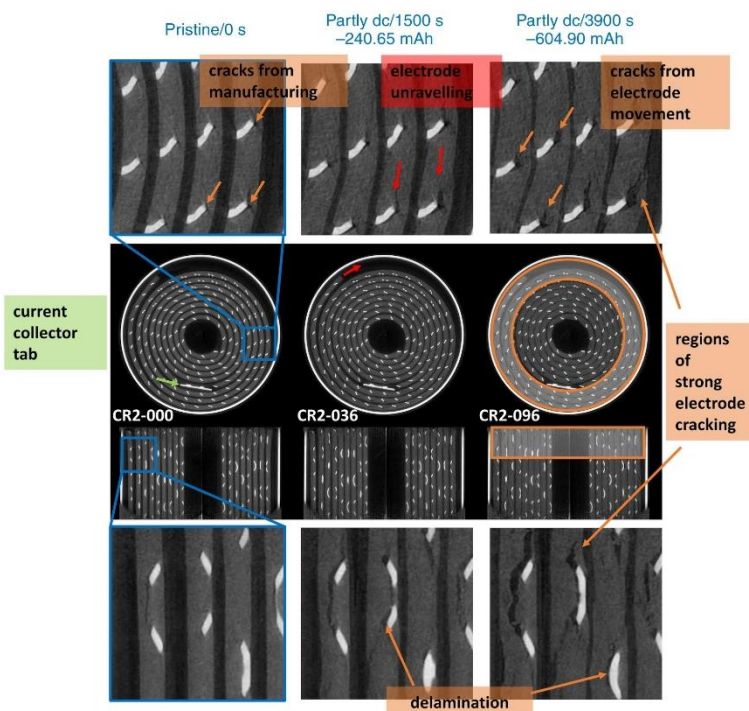 Pristine/0 s
Partly dc/1500 s
–240.65 mAh
Partly dc/3900 s
–604.90 mAh
cracks from
manufacturing
electrode
unravelling
cracks from
electrode
movement
current
collector
tab
CR2-000
CR2-036
CR2-096
regions
of
strong
electrode
cracking
delamination